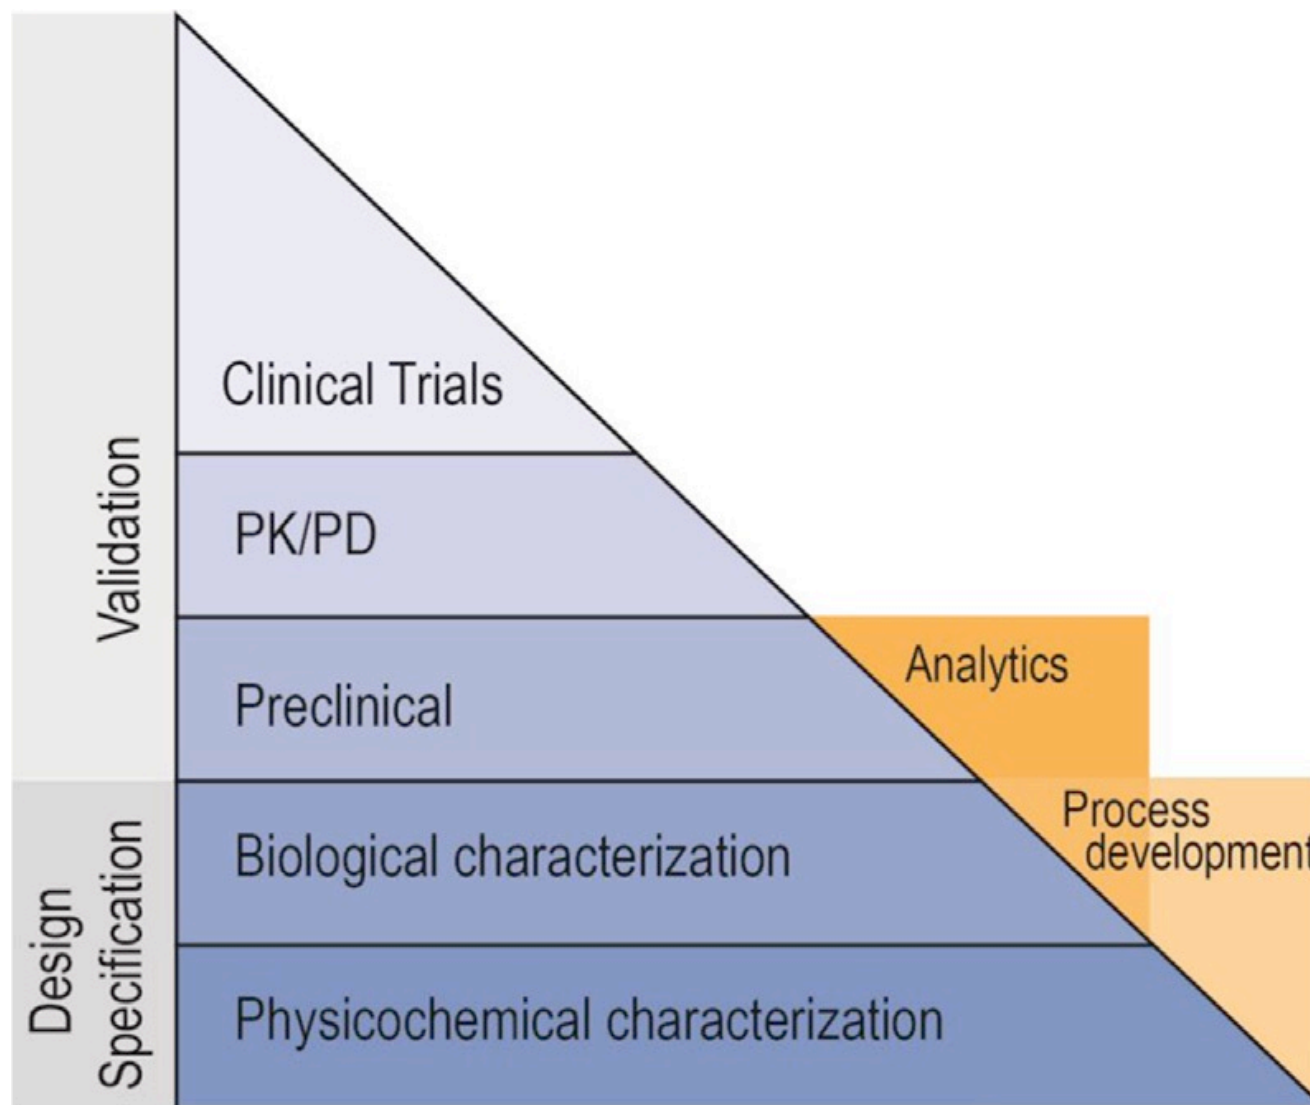 Clinical Trials
PK/PD
Preclinical
Biological characterization
Physicochemical characterization
Validation
Design
Specification
Analytics
Process
development